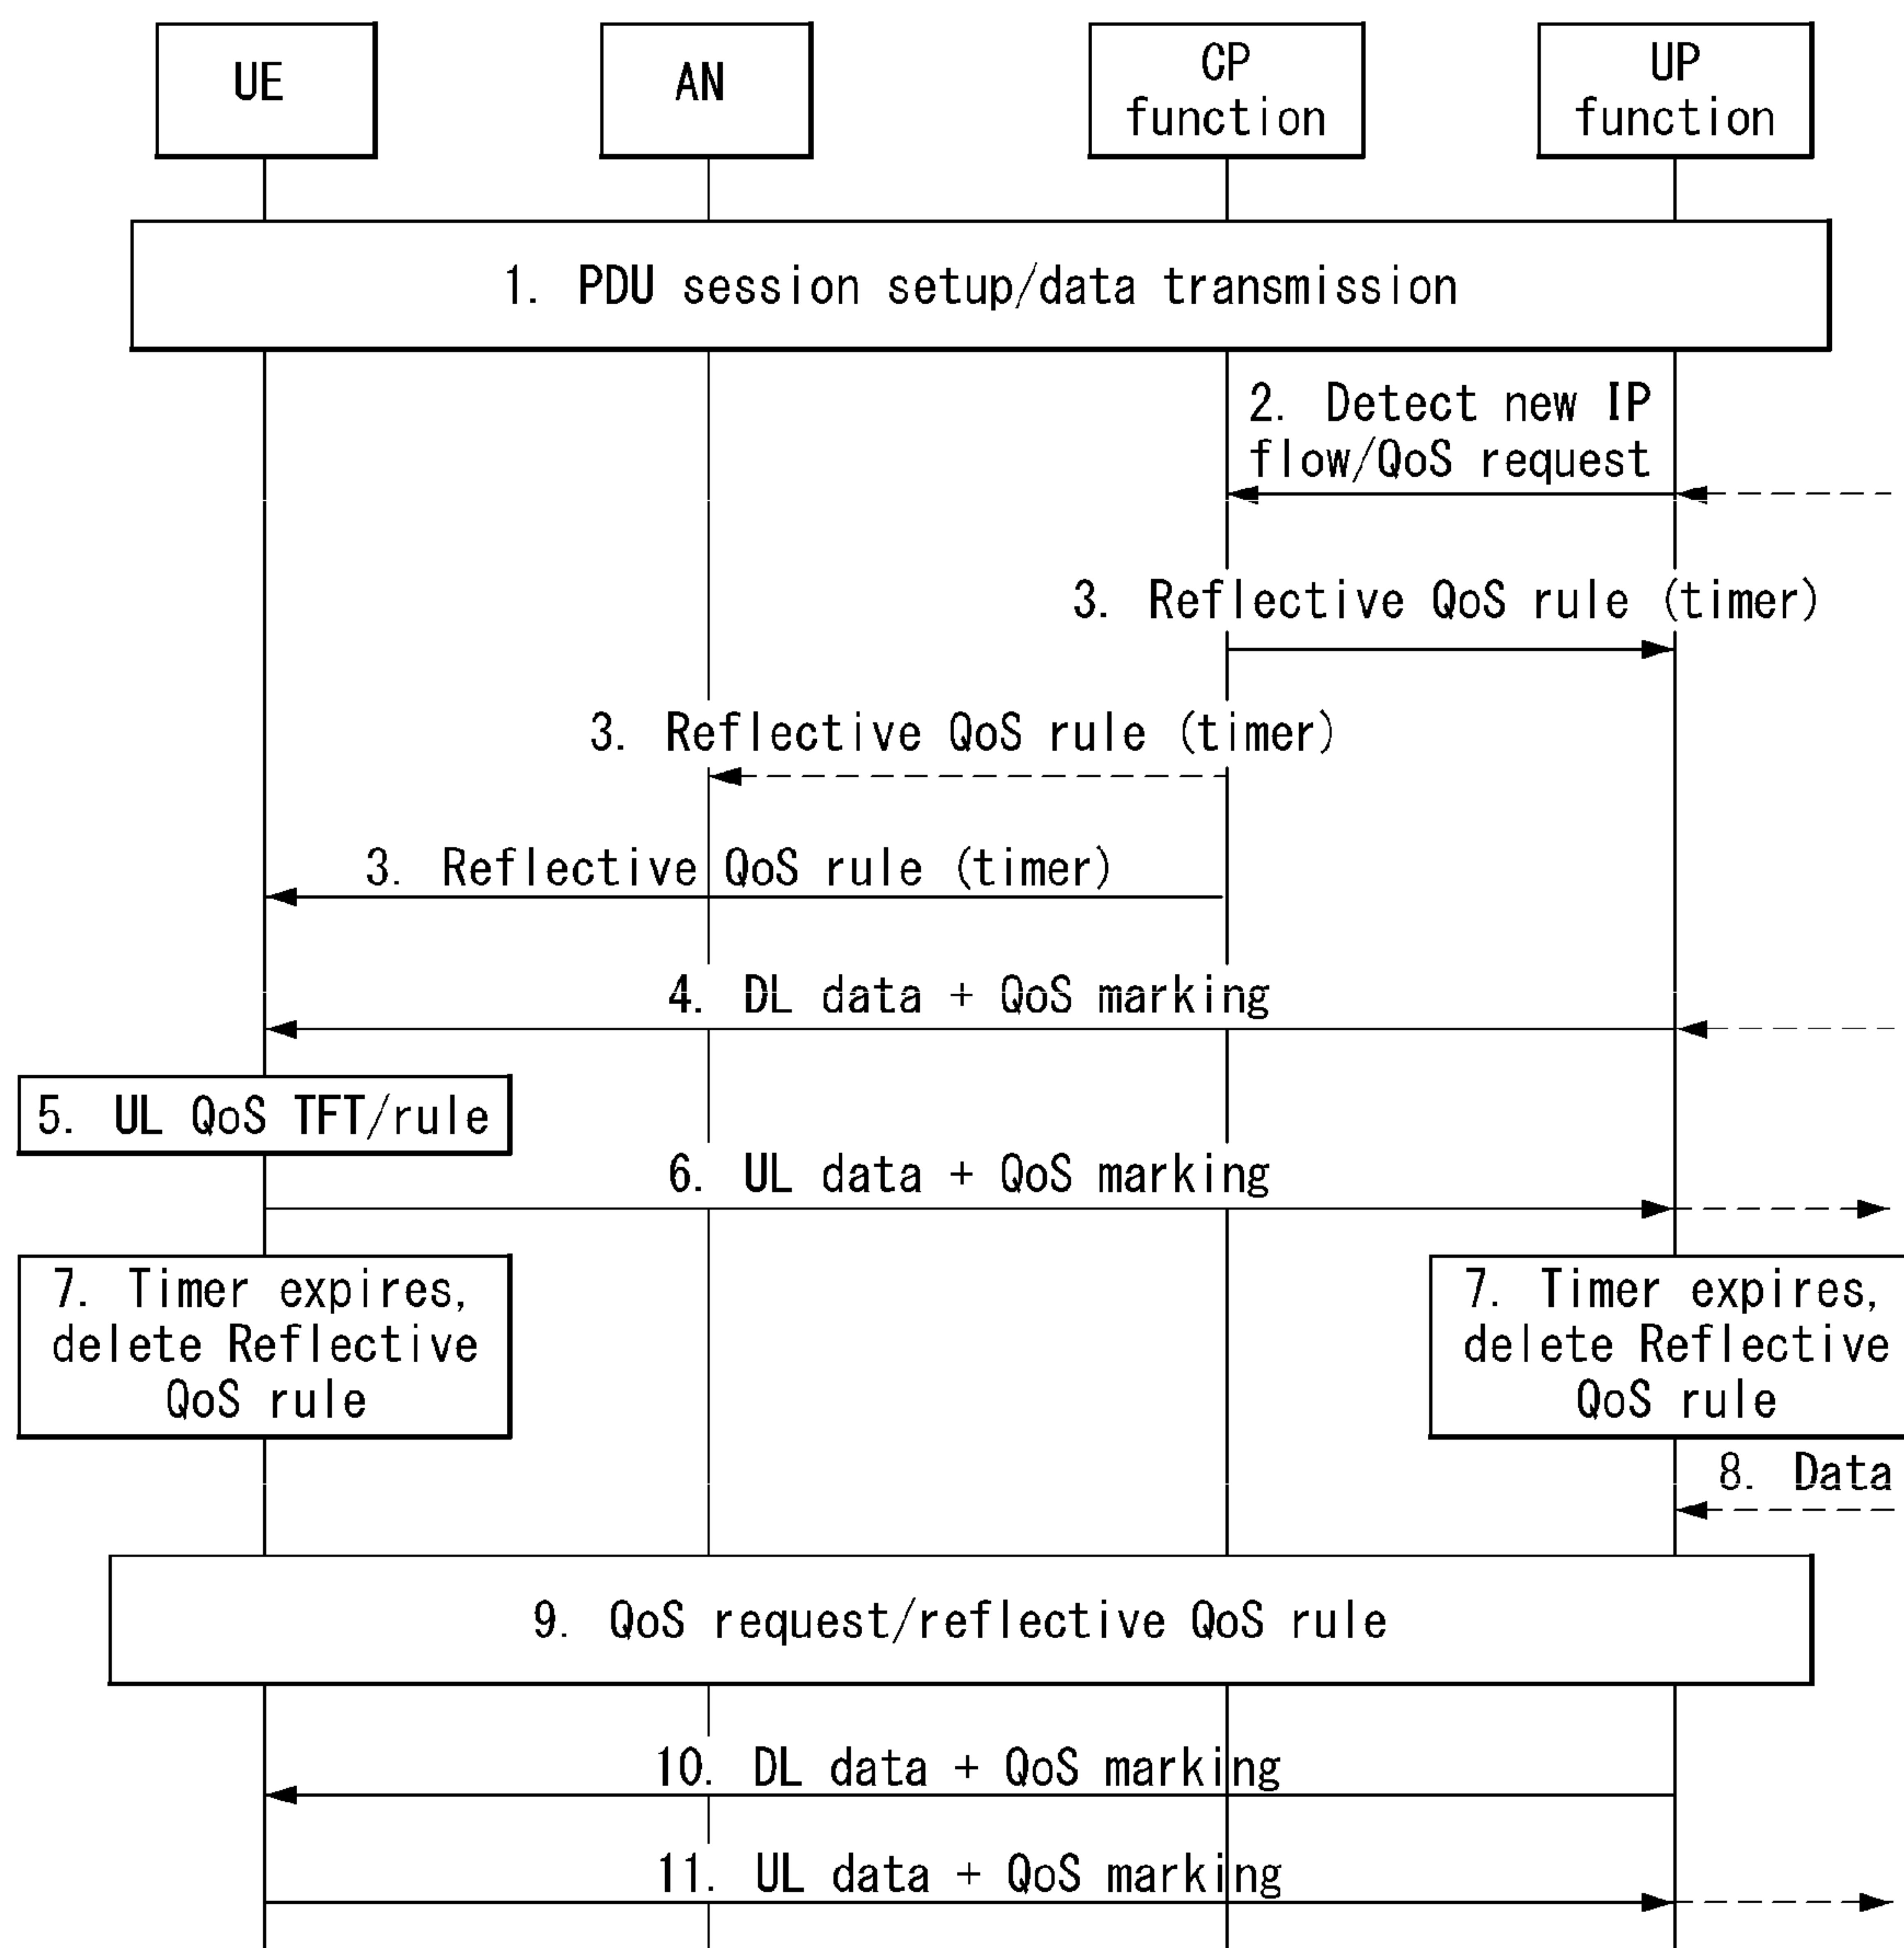 UE
AN
CP
function
UP
function
1. PDU session setup/data transmission
2. Detect new IP
flow/QoS request
3. Reflective QoS rule (timer)
3. Reflective QoS rule (timer)
3. Reflective QoS rule (timer)
4. DL data + QoS marking
5. UL QoS TFT/rule
6. UL data + QoS marking
7. Timer expires,
delete Reflective
QoS rule
7. Timer expires,
delete Reflective
QoS rule
8. Data
9. QoS request/reflective QoS rule
10. DL data + QoS marking
11. UL data + QoS marking